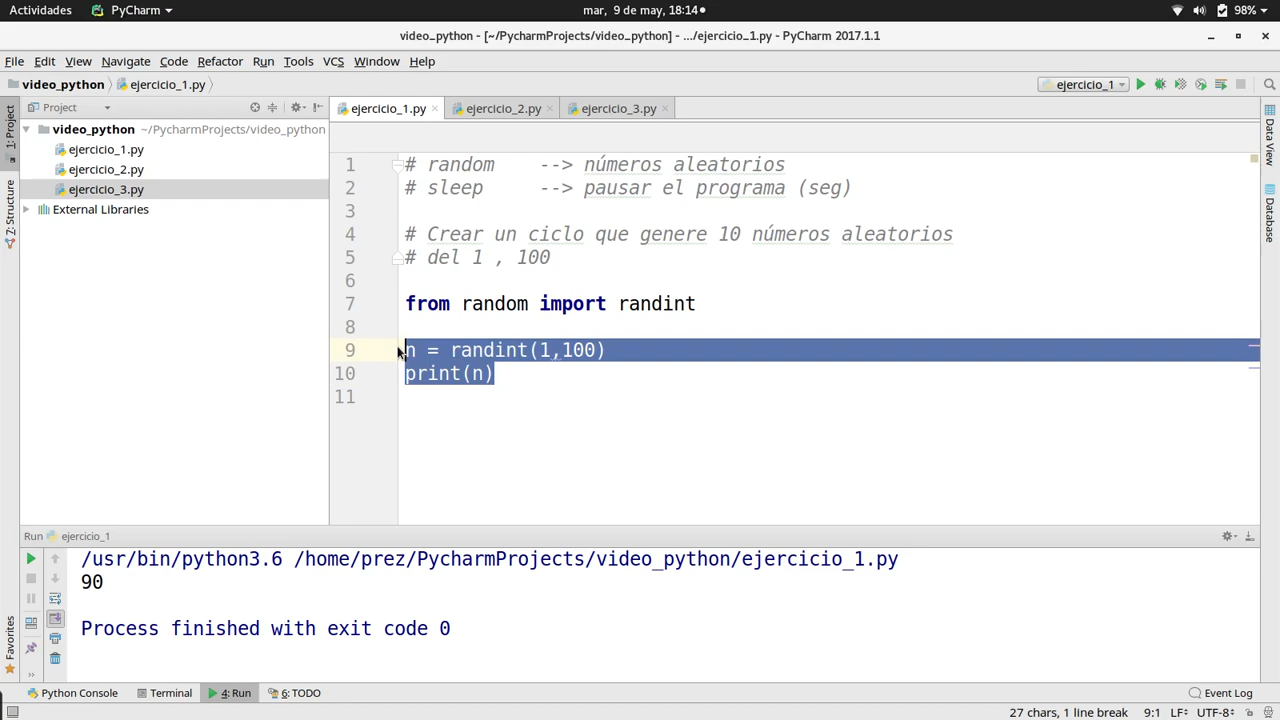 Actividades PyCharm mar, 9 de may, 18:14 98%
video_python - [~/PycharmProjects/video_python] - .../ejercicio_1.py - PyCharm 2017.1.1
File Edit View Navigate Code Refactor Run Tools VCS Window Help
video_python ejercicio_1.py ejercicio_1
Project ejercicio_1.py ejercicio_2.py ejercicio_3.py
video_python ~/PycharmProjects/video_python
ejercicio_1.py
ejercicio_2.py
ejercicio_3.py
External Libraries
1: Project
7: Structure
Favorites
Data View
Database
1 # random --> números aleatorios
2 # sleep --> pausar el programa (seg)
3
4 # Crear un ciclo que genere 10 números aleatorios
5 # del 1 , 100
6
7 from random import randint
8
9 n = randint(1,100)
10 print(n)
11
Run ejercicio_1
/usr/bin/python3.6 /home/prez/PycharmProjects/video_python/ejercicio_1.py
90
Process finished with exit code 0
Python Console Terminal 4: Run 6: TODO Event Log
27 chars, 1 line break 9:1 LF UTF-8